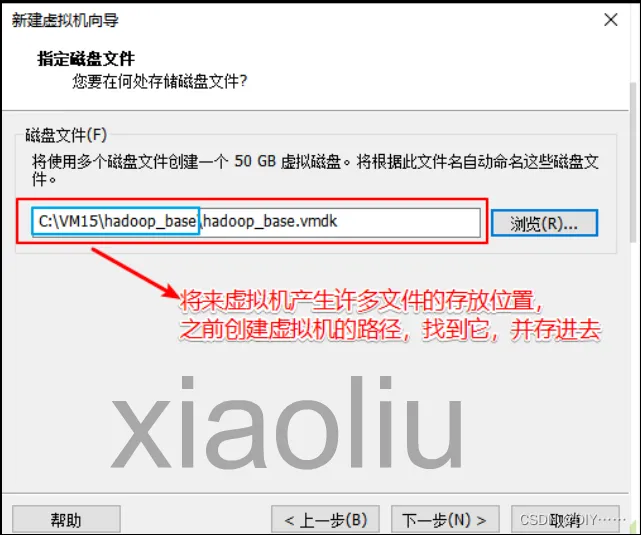 新建虚拟机向导
指定磁盘文件
您要在何处存储磁盘文件?
磁盘文件(F)
将使用多个磁盘文件创建一个 50 GB 虚拟磁盘。将根据此文件名自动命名这些磁盘文
件。
C:\VM15\hadoop_base\hadoop_base.vmdk
浏览(R)...
将来虚拟机产生许多文件的存放位置，
之前创建虚拟机的路径，找到它，并存进去
xiaoliu
帮助
< 上一步(B)
下一步(N) >
取消